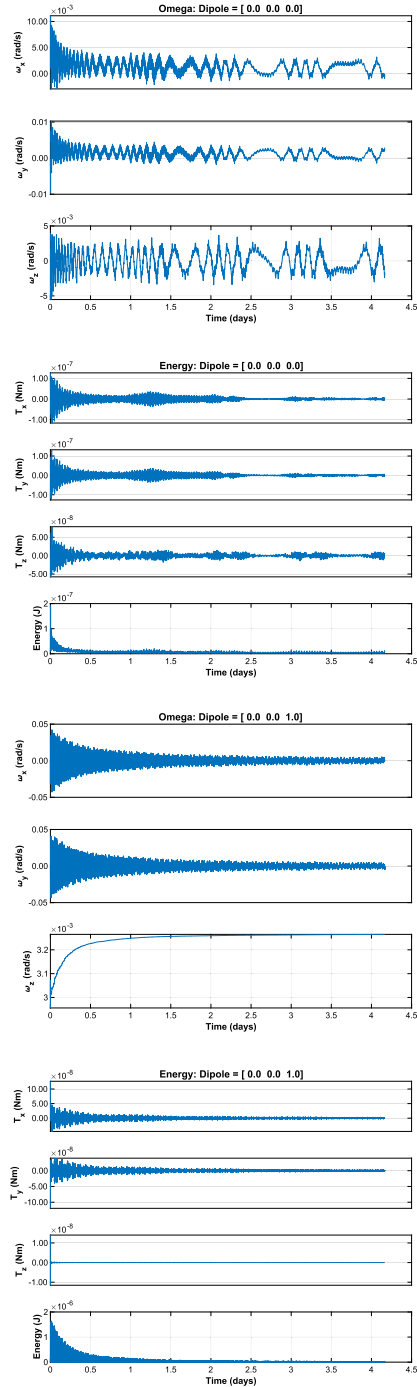 Omega: Dipole = [ 0.0 0.0 0.0]
×10⁻³
10.00
5.00
0.00
ω_x (rad/s)
0.01
0.00
-0.01
ω_y (rad/s)
×10⁻³
5
0
-5
ω_z (rad/s)
0 0.5 1 1.5 2 2.5 3 3.5 4 4.5
Time (days)
Energy: Dipole = [ 0.0 0.0 0.0]
×10⁻⁷
1.00
0.00
-1.00
T_x (Nm)
×10⁻⁷
1.00
0.00
-1.00
T_y (Nm)
×10⁻⁸
5.00
0.00
-5.00
T_z (Nm)
×10⁻⁷
2
1
0
Energy (J)
0 0.5 1 1.5 2 2.5 3 3.5 4 4.5
Time (days)
Omega: Dipole = [ 0.0 0.0 1.0]
0.05
0.00
-0.05
ω_x (rad/s)
0.05
0.00
-0.05
ω_y (rad/s)
×10⁻³
3.2
3.1
3
ω_z (rad/s)
0 0.5 1 1.5 2 2.5 3 3.5 4 4.5
Time (days)
Energy: Dipole = [ 0.0 0.0 1.0]
×10⁻⁸
10.00
5.00
0.00
T_x (Nm)
×10⁻⁸
0.00
-5.00
-10.00
T_y (Nm)
×10⁻⁸
1.00
0.00
-1.00
T_z (Nm)
×10⁻⁶
2
1
0
Energy (J)
0 0.5 1 1.5 2 2.5 3 3.5 4 4.5
Time (days)